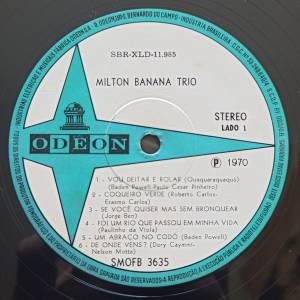 SBR-XLD-11.985
MILTON BANANA TRIO
ODEON
STEREO
LADO 1
℗ 1970
1 - VOU DEITAR E ROLAR (Quaquaraquaquá)
(Baden Powell-Paulo Cesar Pinheiro)
2 - COQUEIRO VERDE (Roberto Carlos-
Erasmo Carlos)
3 - SE VOCÊ QUISER MAS SEM BRONQUEAR
(Jorge Ben)
4 - FOI UM RIO QUE PASSOU EM MINHA VIDA
(Paulinho da Viola)
5 - UM ABRAÇO NO CODÓ (Baden Powell)
6 - DE ONDE VENS? (Dory Caymmi-
Nelson Motta)
SMOFB 3635